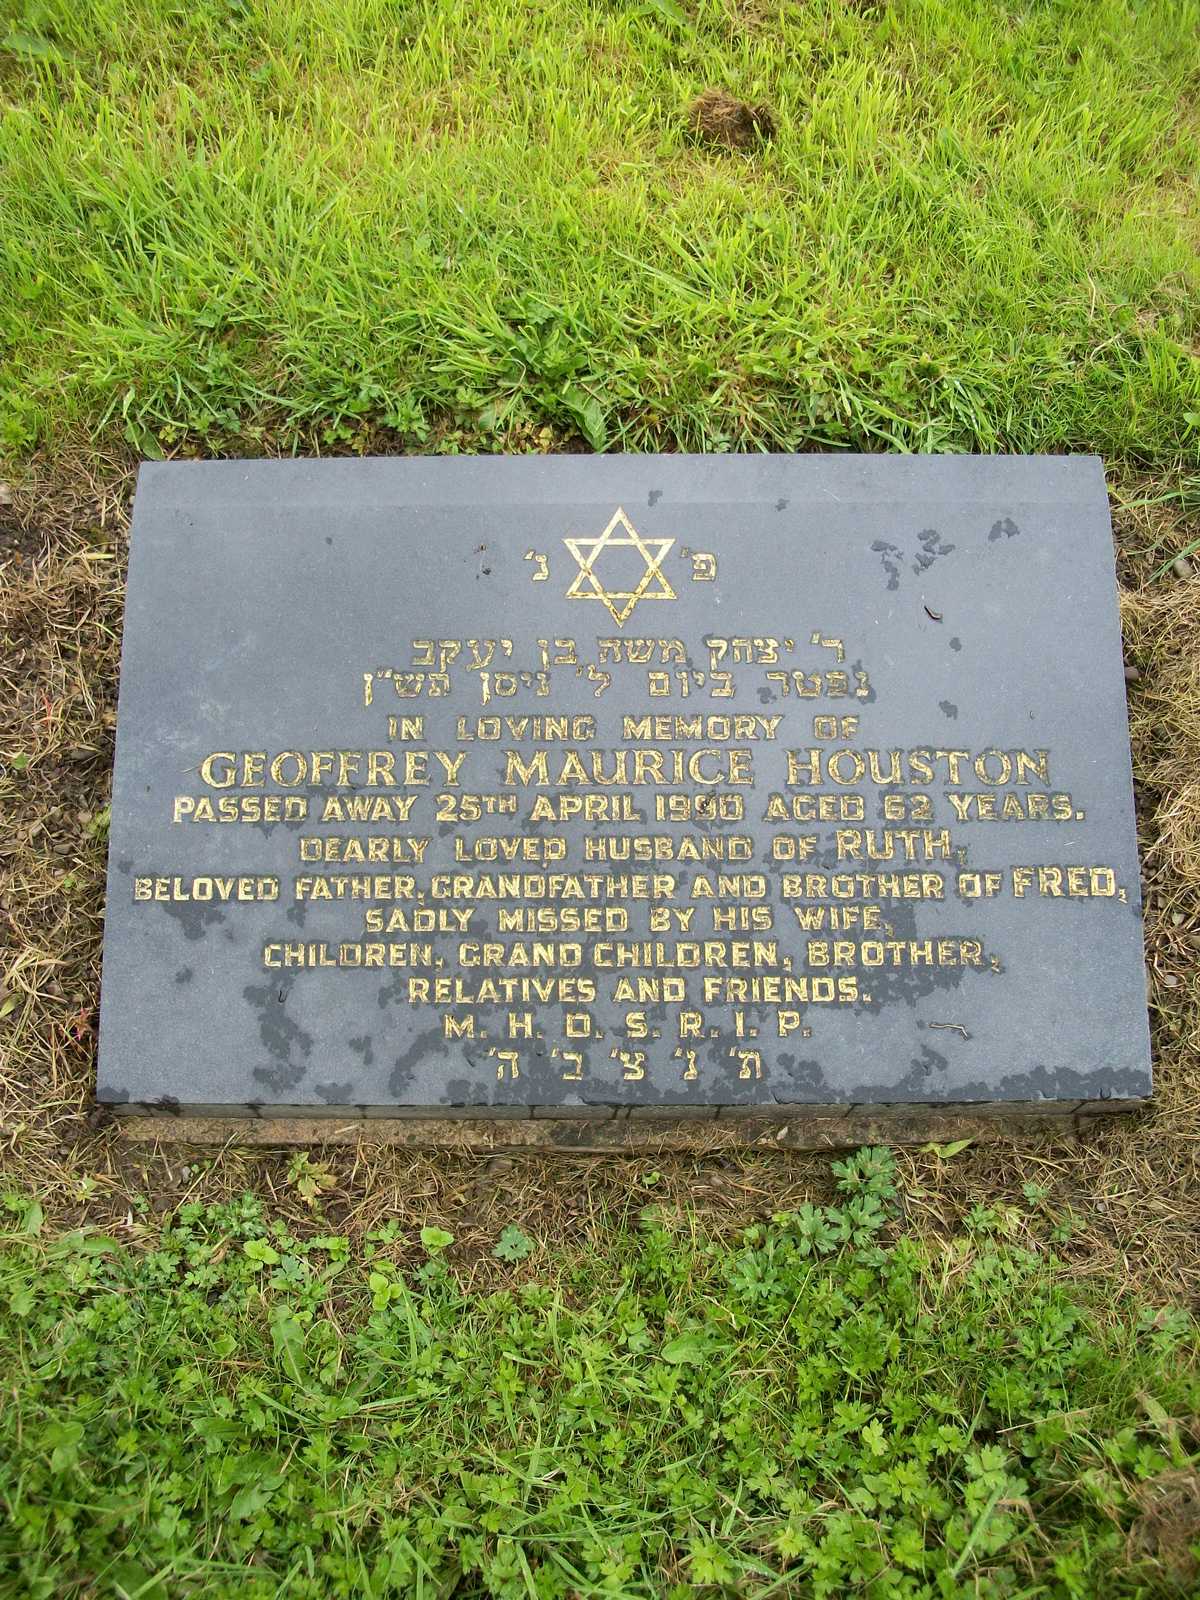 פ' נ'
ר' יצחק משה בן יעקב
נפטר ביום ל' ניסן תש"ן
IN LOVING MEMORY OF
GEOFFREY MAURICE HOUSTON
PASSED AWAY 25TH APRIL 1990 AGED 62 YEARS.
DEARLY LOVED HUSBAND OF RUTH,
BELOVED FATHER, GRANDFATHER AND BROTHER OF FRED,
SADLY MISSED BY HIS WIFE,
CHILDREN, GRAND CHILDREN, BROTHER,
RELATIVES AND FRIENDS.
M. H. D. S. R. I. P.
ת' נ' צ' ב' ה'